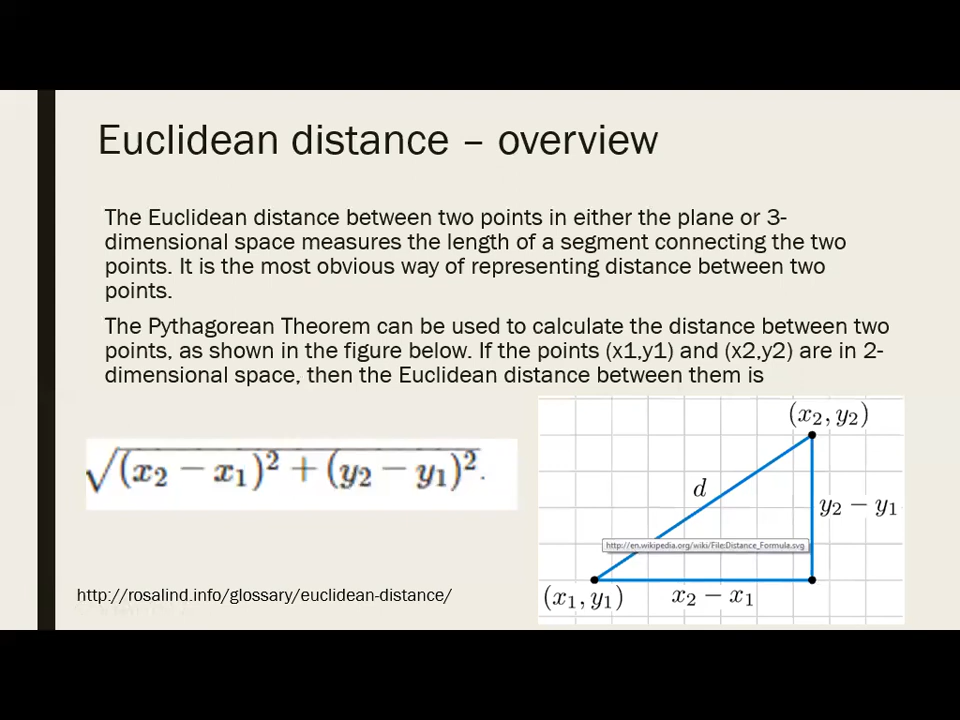 Euclidean distance – overview
The Euclidean distance between two points in either the plane or 3-
dimensional space measures the length of a segment connecting the two
points. It is the most obvious way of representing distance between two
points.
The Pythagorean Theorem can be used to calculate the distance between two
points, as shown in the figure below. If the points (x1,y1) and (x2,y2) are in 2-
dimensional space, then the Euclidean distance between them is
√(x₂ − x₁)² + (y₂ − y₁)².
(x₂, y₂)
d
y₂ − y₁
http://en.wikipedia.org/wiki/File:Distance_Formula.svg
(x₁, y₁)
x₂ − x₁
http://rosalind.info/glossary/euclidean-distance/